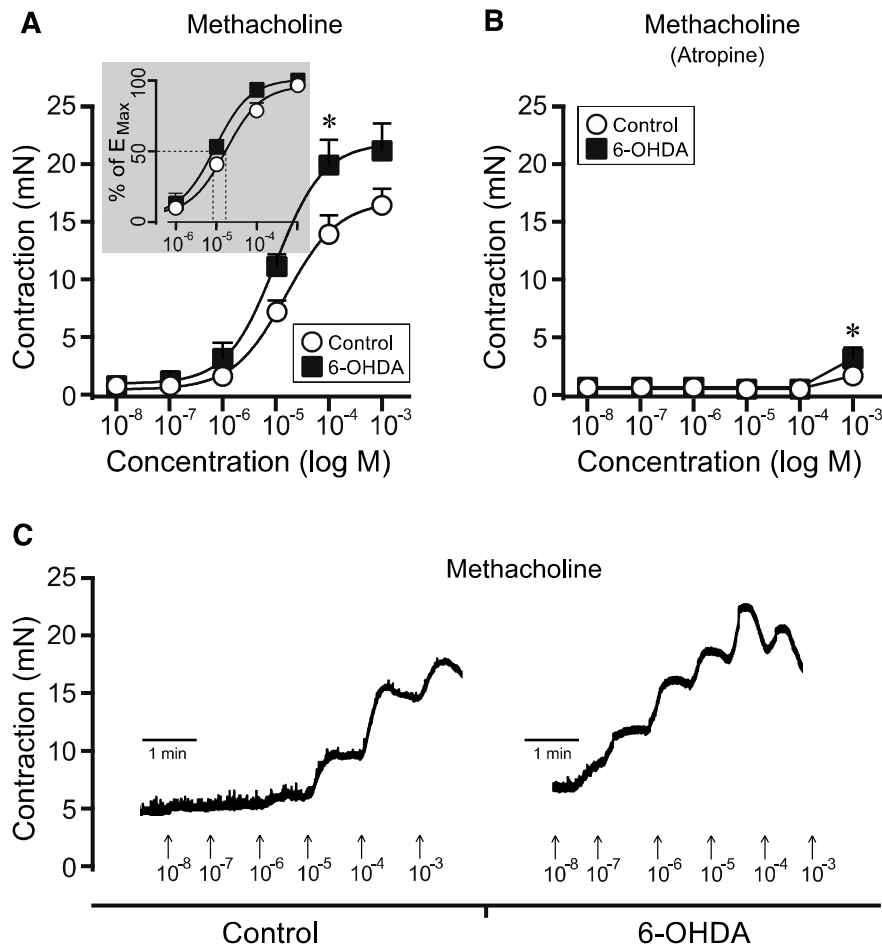 A
Methacholine
% of E Max
100
50
0
10-6
10-5
10-4
Contraction (mN)
25
20
15
10
5
0
*
Control
6-OHDA
10-8
10-7
10-6
10-5
10-4
10-3
Concentration (log M)
B
Methacholine
(Atropine)
Contraction (mN)
25
20
15
10
5
0
Control
6-OHDA
*
10-8
10-7
10-6
10-5
10-4
10-3
Concentration (log M)
C
Methacholine
Contraction (mN)
25
20
15
10
5
0
1 min
1 min
10-8
10-7
10-6
10-5
10-4
10-3
10-8
10-7
10-6
10-5
10-4
10-3
Control
6-OHDA